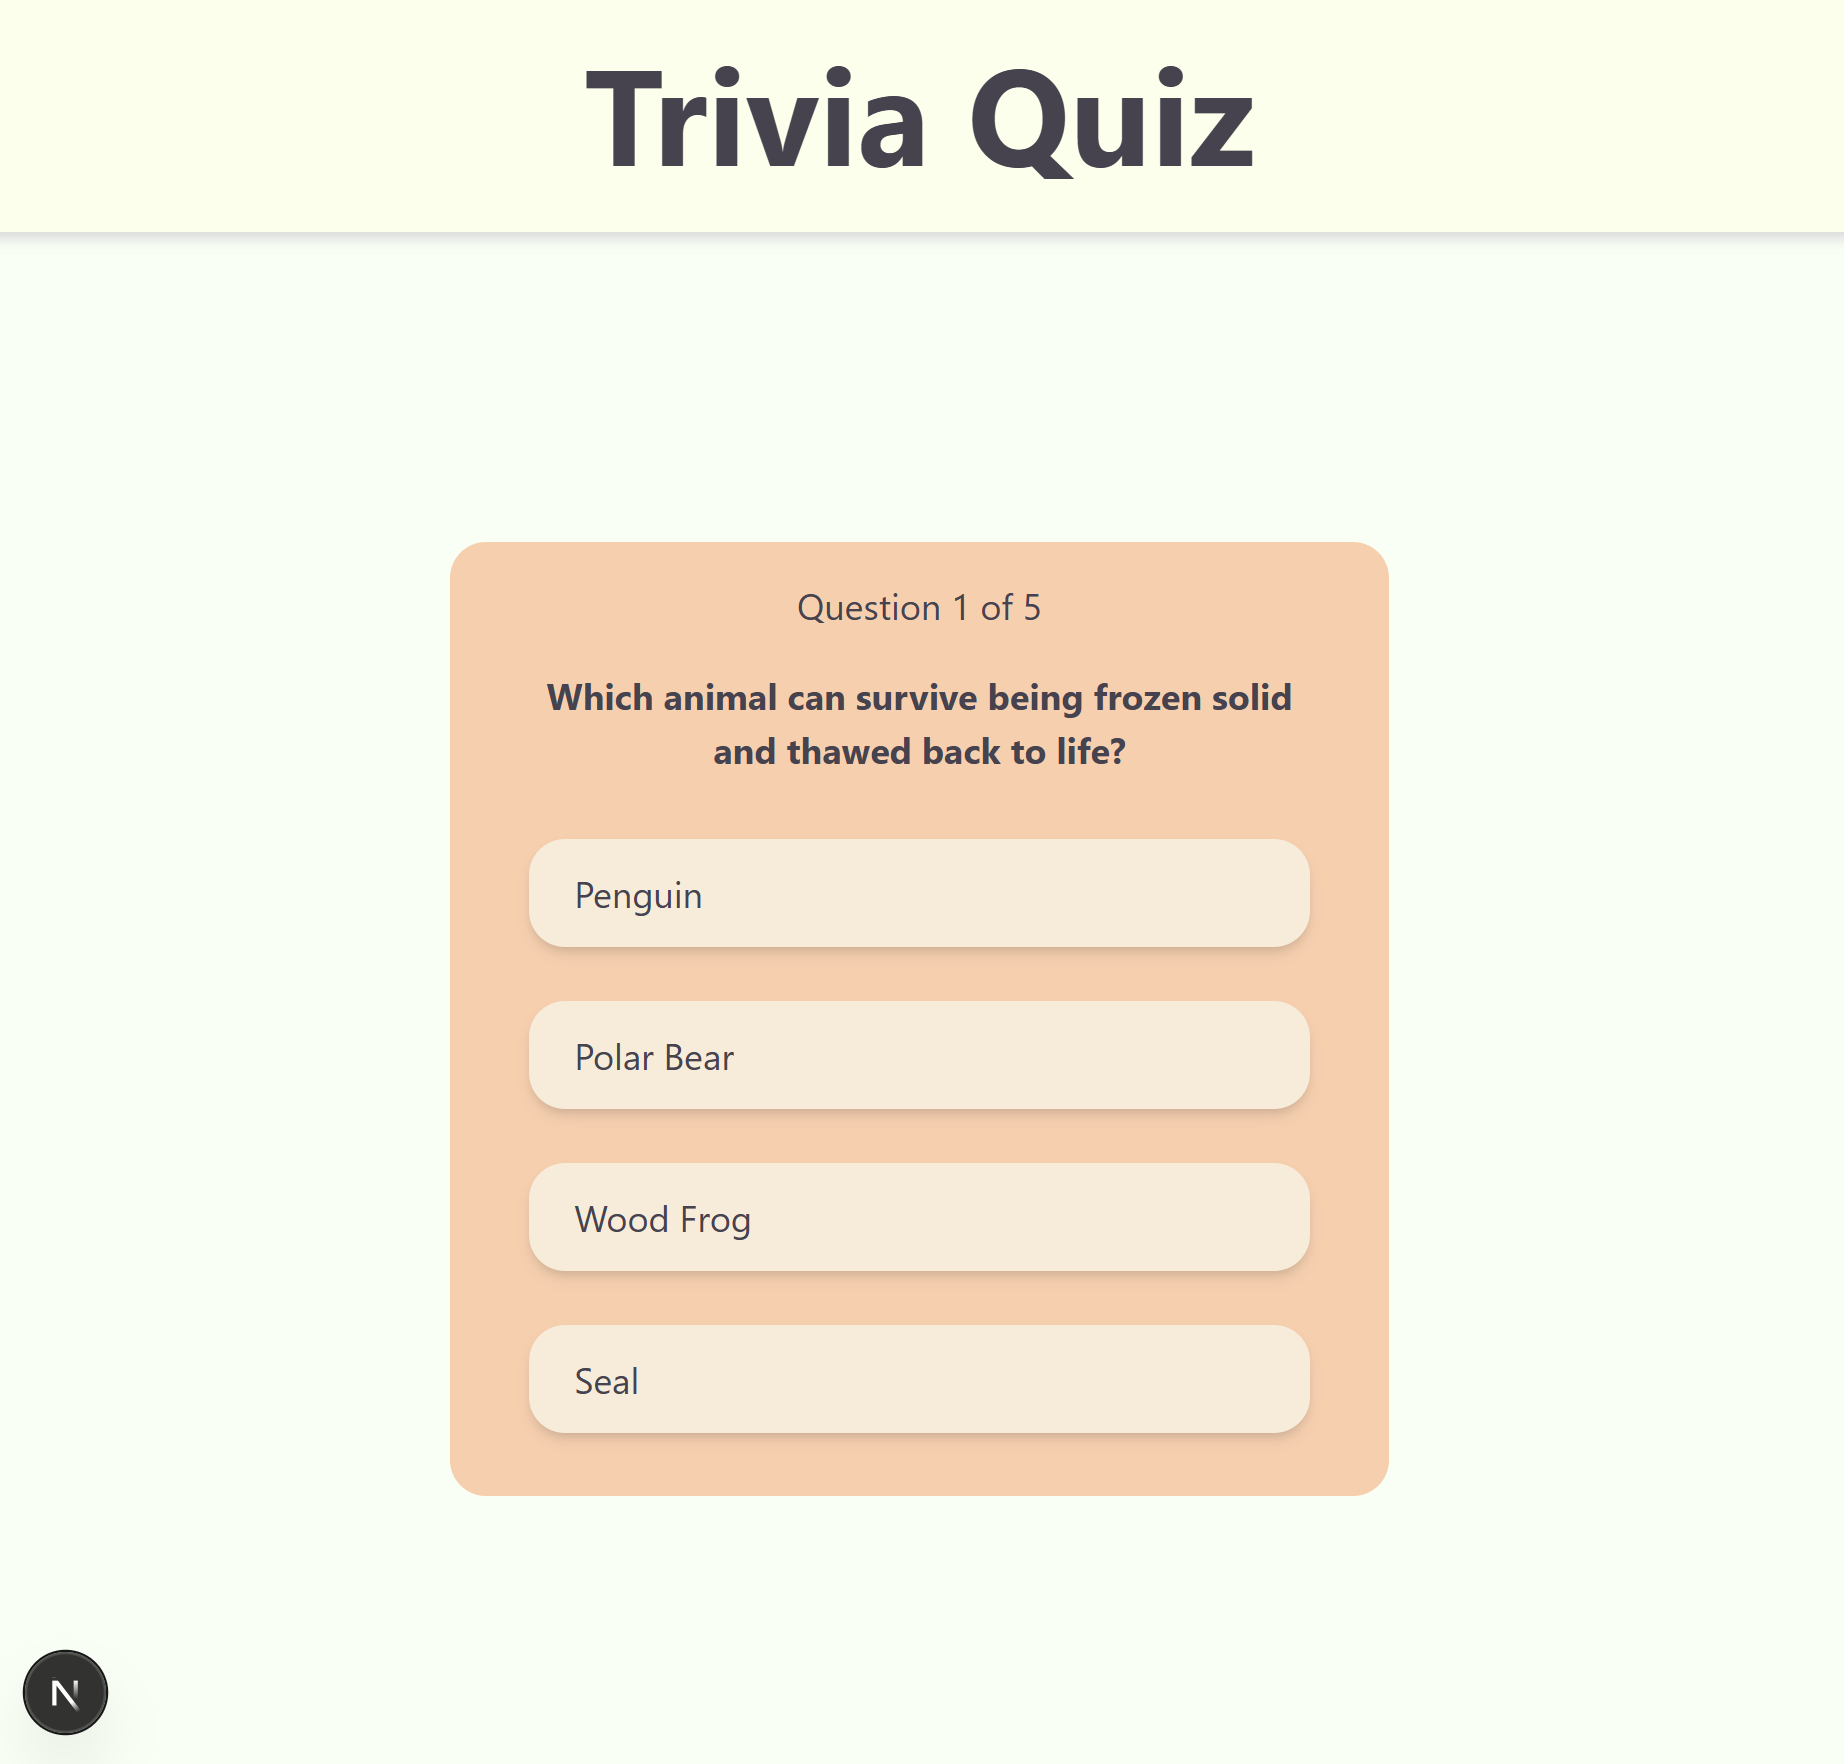 Trivia Quiz
Question 1 of 5
Which animal can survive being frozen solid
and thawed back to life?
Penguin
Polar Bear
Wood Frog
Seal
N